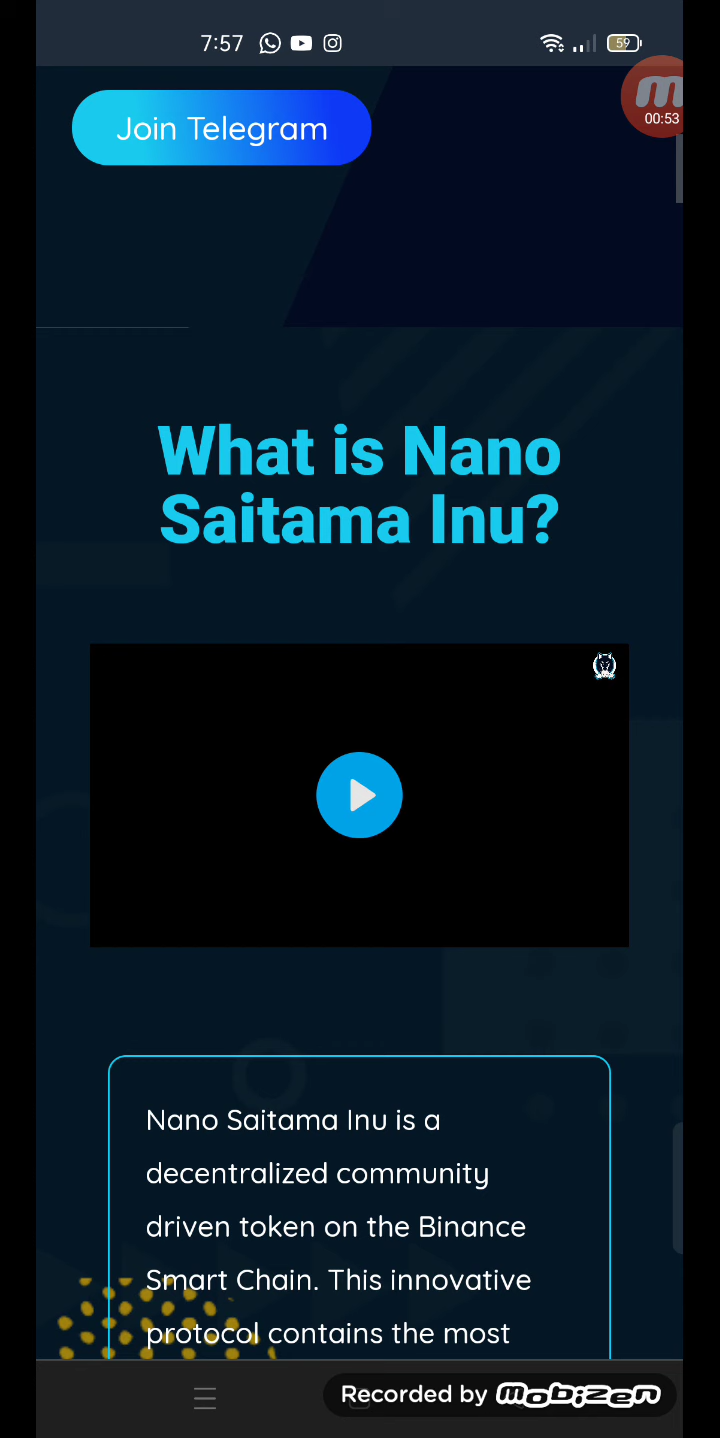 7:57
59
00:53
Join Telegram
What is Nano
Saitama Inu?
Nano Saitama Inu is a
decentralized community
driven token on the Binance
Smart Chain. This innovative
protocol contains the most
Recorded by mobizen